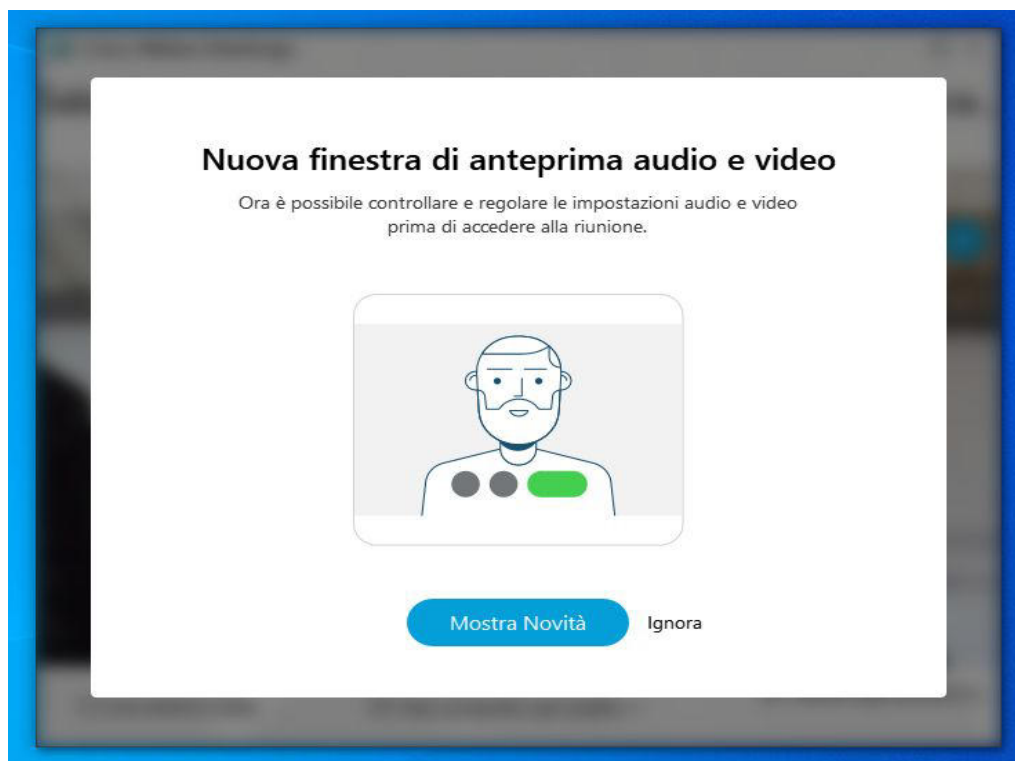 Nuova finestra di anteprima audio e video
Ora è possibile controllare e regolare le impostazioni audio e video
prima di accedere alla riunione.
Mostra Novità
Ignora